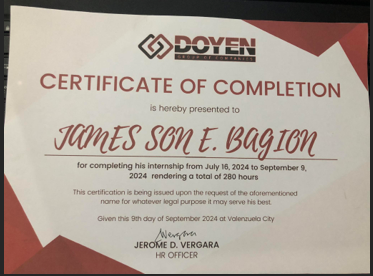 DOYEN
GROUP OF COMPANIES
CERTIFICATE OF COMPLETION
is hereby presented to
JAMES SON E. BAGION
for completing his internship from July 16, 2024 to September 9,
2024 rendering a total of 280 hours
This certification is being issued upon the request of the aforementioned
name for whatever legal purpose it may serve his best.
Given this 9th day of September 2024 at Valenzuela City
JEROME D. VERGARA
HR OFFICER